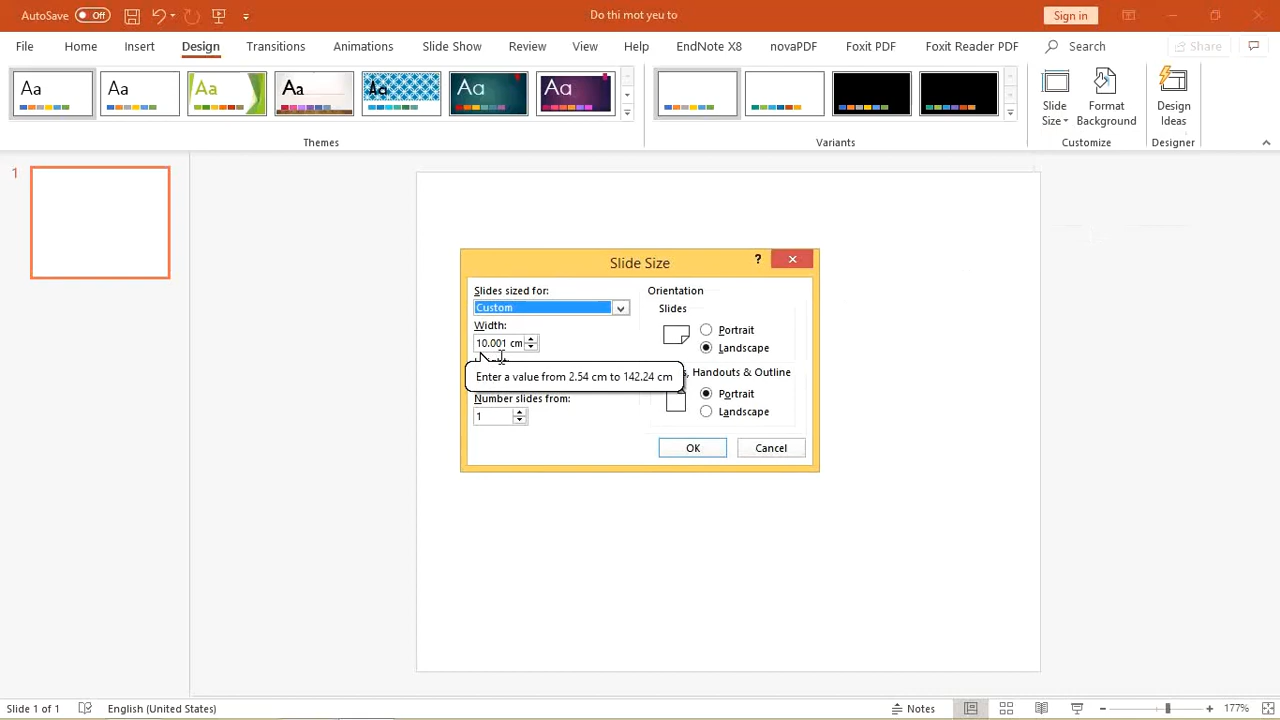 AutoSave Off Do thi mot yeu to Sign in
File Home Insert Design Transitions Animations Slide Show Review View Help EndNote X8 novaPDF Foxit PDF Foxit Reader PDF Search Share
Aa Aa Aa Aa Aa Aa Aa
Slide Size
Format Background
Design Ideas
Themes Variants Customize Designer
1
Slide Size ?
Slides sized for:
Custom
Width:
10.001 cm
Enter a value from 2.54 cm to 142.24 cm
Number slides from:
1
Orientation
Slides
Portrait
Landscape
, Handouts & Outline
Portrait
Landscape
OK Cancel
Slide 1 of 1 English (United States) Notes 177%